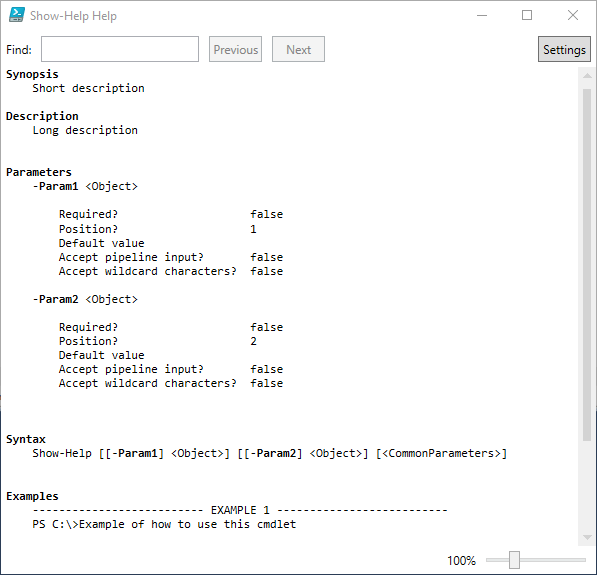 Show-Help Help
Find: Previous Next Settings
Synopsis
Short description
Description
Long description
Parameters
-Param1 <Object>
Required? false
Position? 1
Default value
Accept pipeline input? false
Accept wildcard characters? false
-Param2 <Object>
Required? false
Position? 2
Default value
Accept pipeline input? false
Accept wildcard characters? false
Syntax
Show-Help [[-Param1] <Object>] [[-Param2] <Object>] [<CommonParameters>]
Examples
-------------------------- EXAMPLE 1 --------------------------
PS C:\>Example of how to use this cmdlet
100%